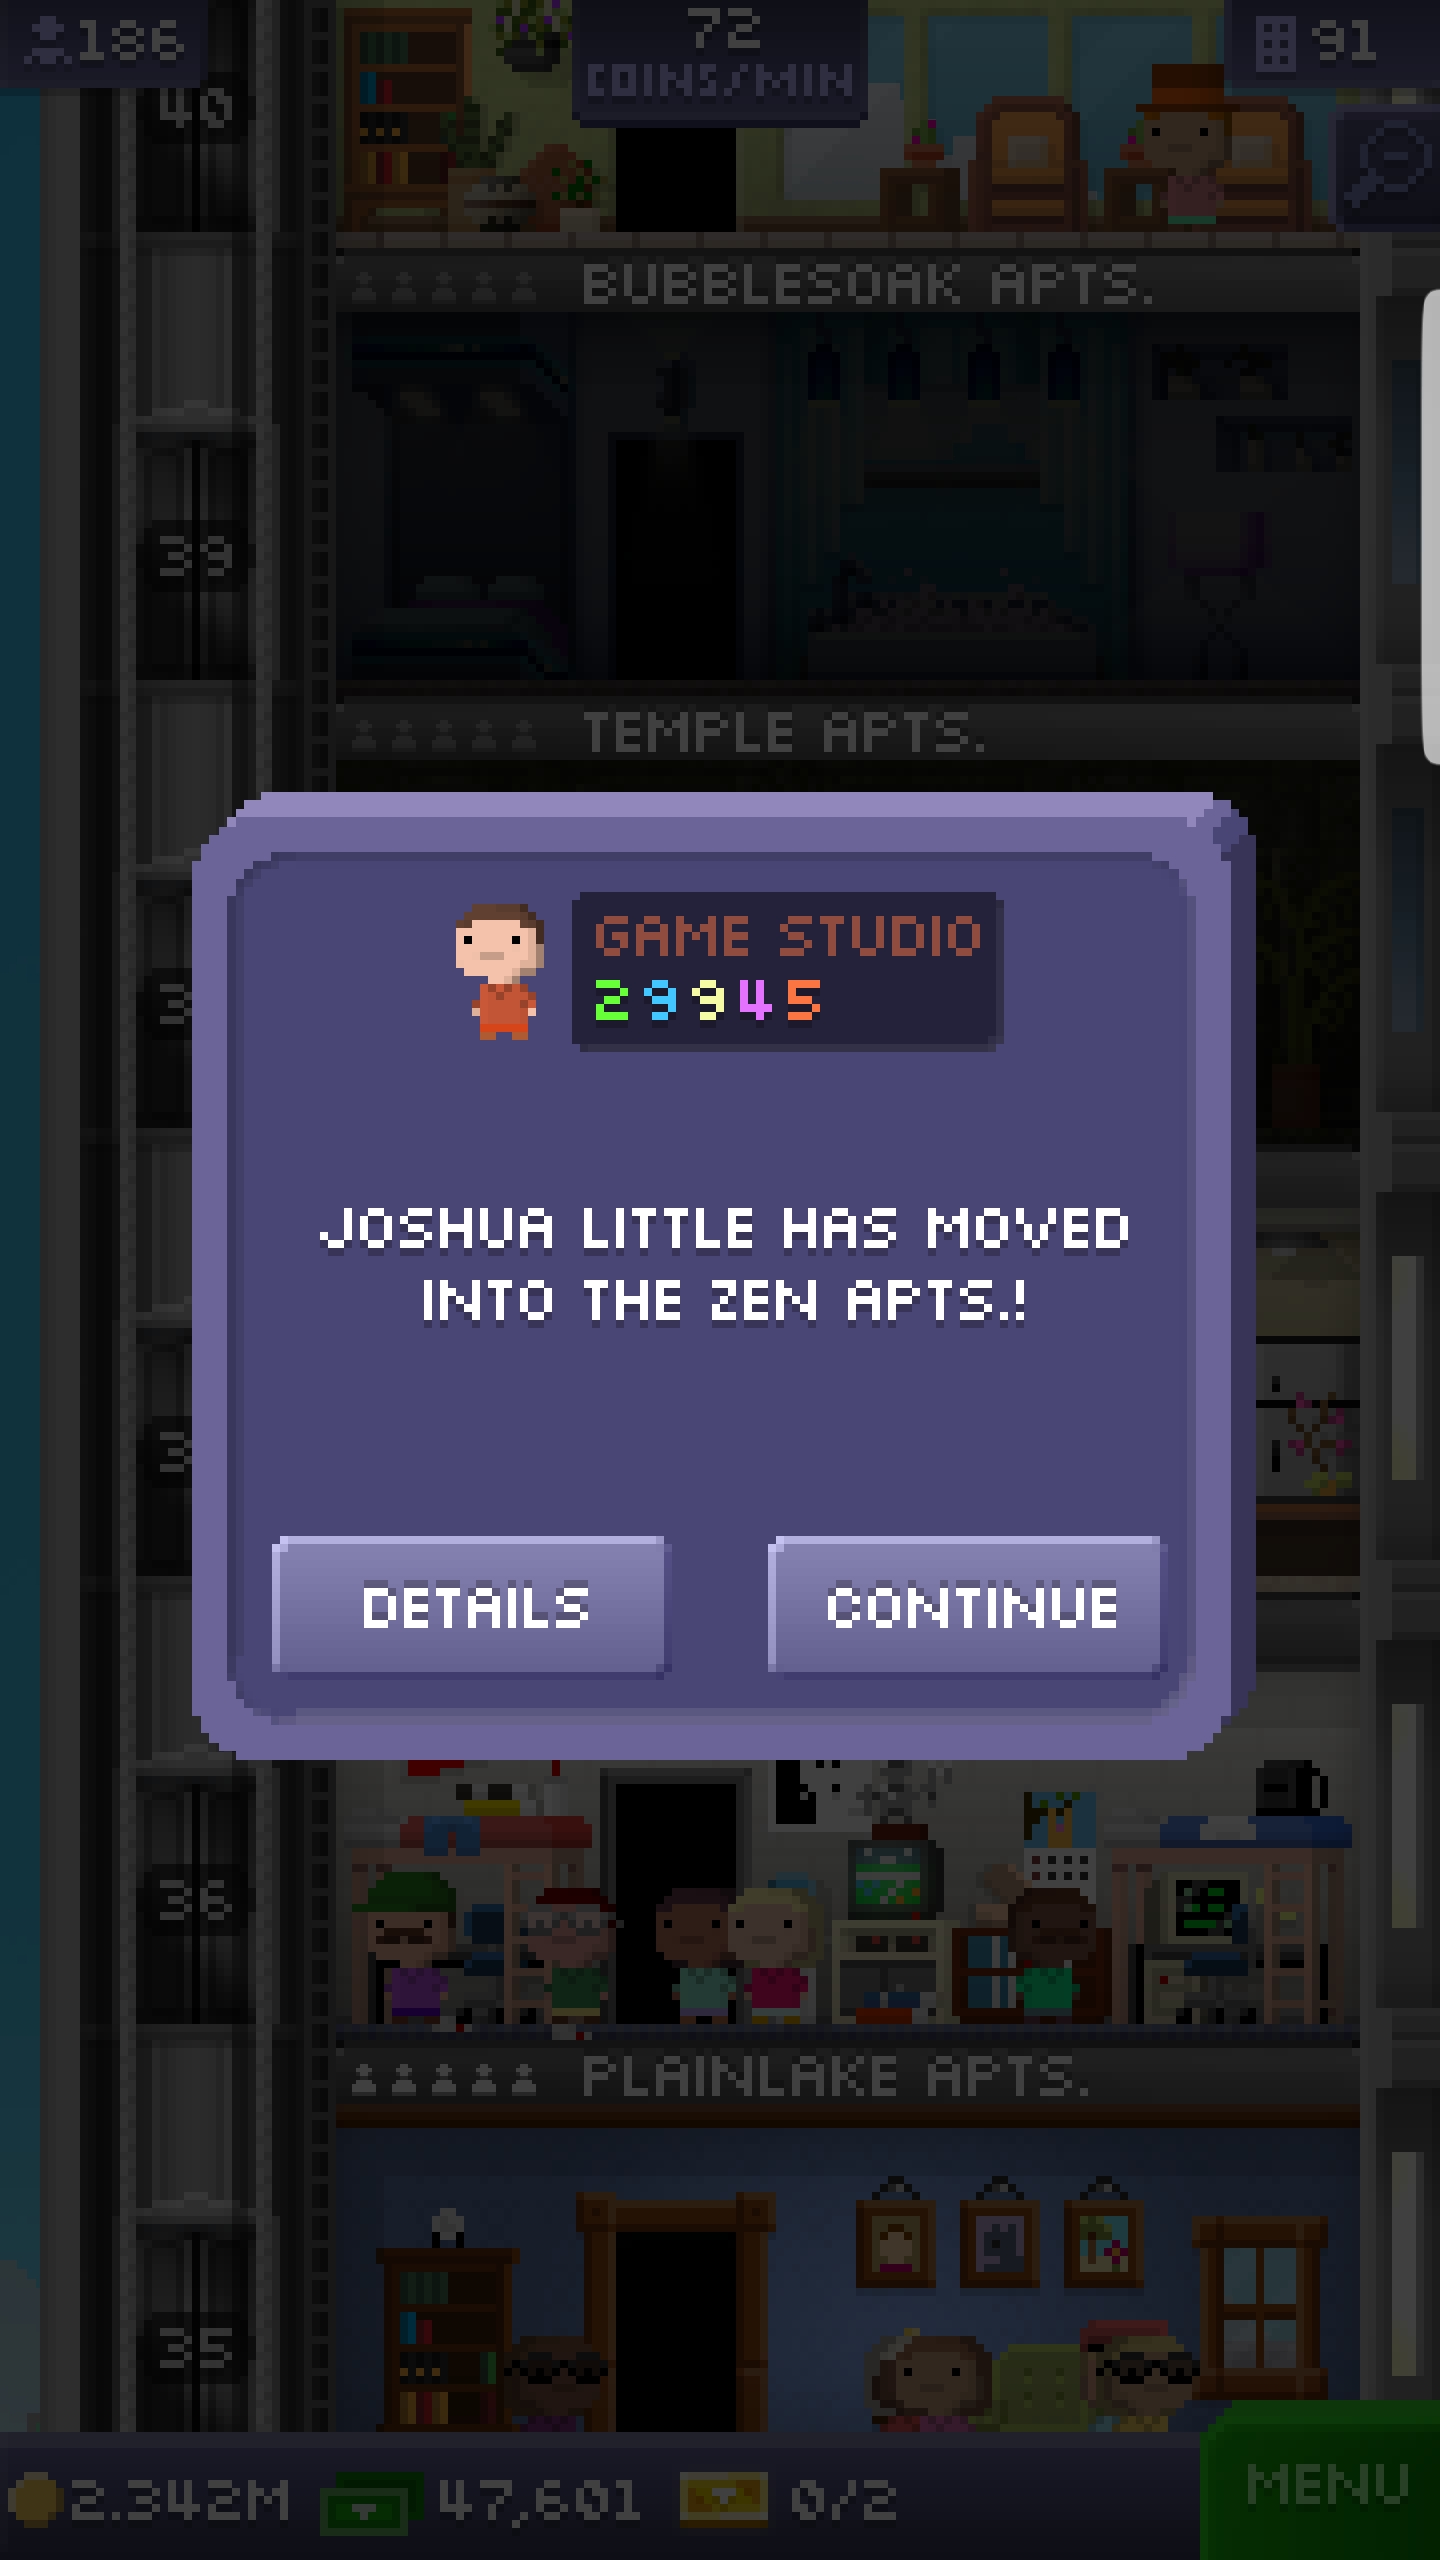 186
72
COINS/MIN
91
40
BUBBLESOAK APTS.
39
TEMPLE APTS.
GAME STUDIO
29945
JOSHUA LITTLE HAS MOVED
INTO THE ZEN APTS.!
DETAILS
CONTINUE
36
PLAINLAKE APTS.
35
2.342M
47,601
0/2
MENU